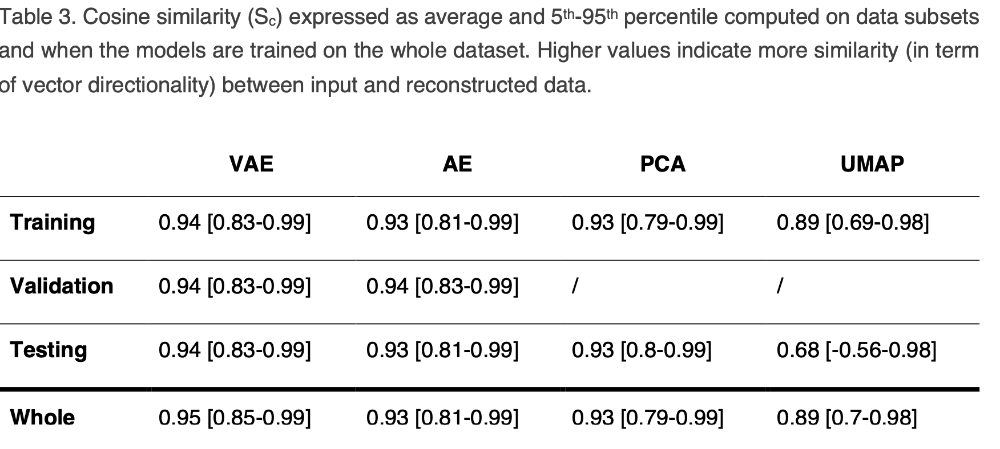 Table 3. Cosine similarity (Sc) expressed as average and 5th-95th percentile computed on data subsets
and when the models are trained on the whole dataset. Higher values indicate more similarity (in term
of vector directionality) between input and reconstructed data.
VAE AE PCA UMAP
Training 0.94 [0.83-0.99] 0.93 [0.81-0.99] 0.93 [0.79-0.99] 0.89 [0.69-0.98]
Validation 0.94 [0.83-0.99] 0.94 [0.83-0.99] / /
Testing 0.94 [0.83-0.99] 0.93 [0.81-0.99] 0.93 [0.8-0.99] 0.68 [-0.56-0.98]
Whole 0.95 [0.85-0.99] 0.93 [0.81-0.99] 0.93 [0.79-0.99] 0.89 [0.7-0.98]